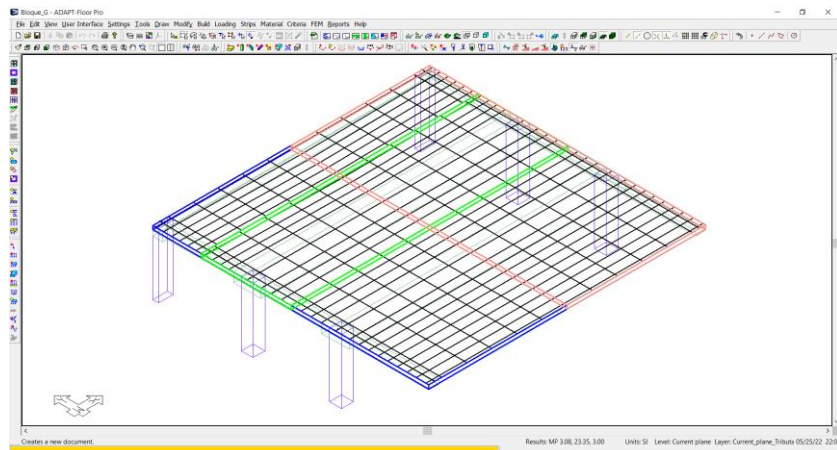 Bloque_G - ADAPT-Floor Pro
File Edit View User Interface Settings Tools Draw Modify Build Loading Strips Material Criteria FEM Reports Help
Creates a new document. Results: MP 3.08, 23.35, 3.00 Units: SI Level: Current plane Layer: Current_plane_Tributa 05/25/22 22:0